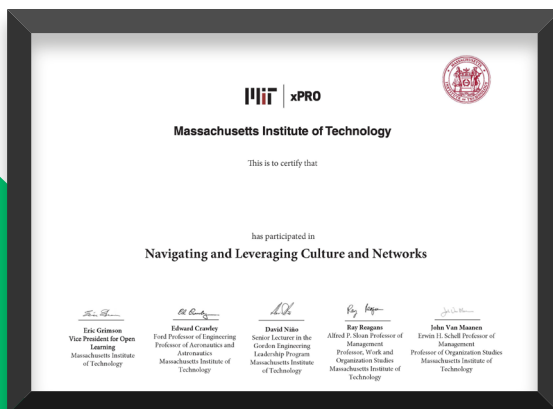 MIT xPRO
Massachusetts Institute of Technology
This is to certify that
has participated in
Navigating and Leveraging Culture and Networks
Eric Grimson
Vice President for Open
Learning
Massachusetts Institute
of Technology
Edward Crawley
Ford Professor of Engineering
Professor of Aeronautics and
Astronautics
Massachusetts Institute of
Technology
David Niño
Senior Lecturer in the
Gordon Engineering
Leadership Program
Massachusetts Institute
of Technology
Ray Reagans
Alfred P. Sloan Professor of
Management
Professor, Work and
Organization Studies
Massachusetts Institute of
Technology
John Van Maanen
Erwin H. Schell Professor of
Management
Professor of Organization Studies
Massachusetts Institute of
Technology